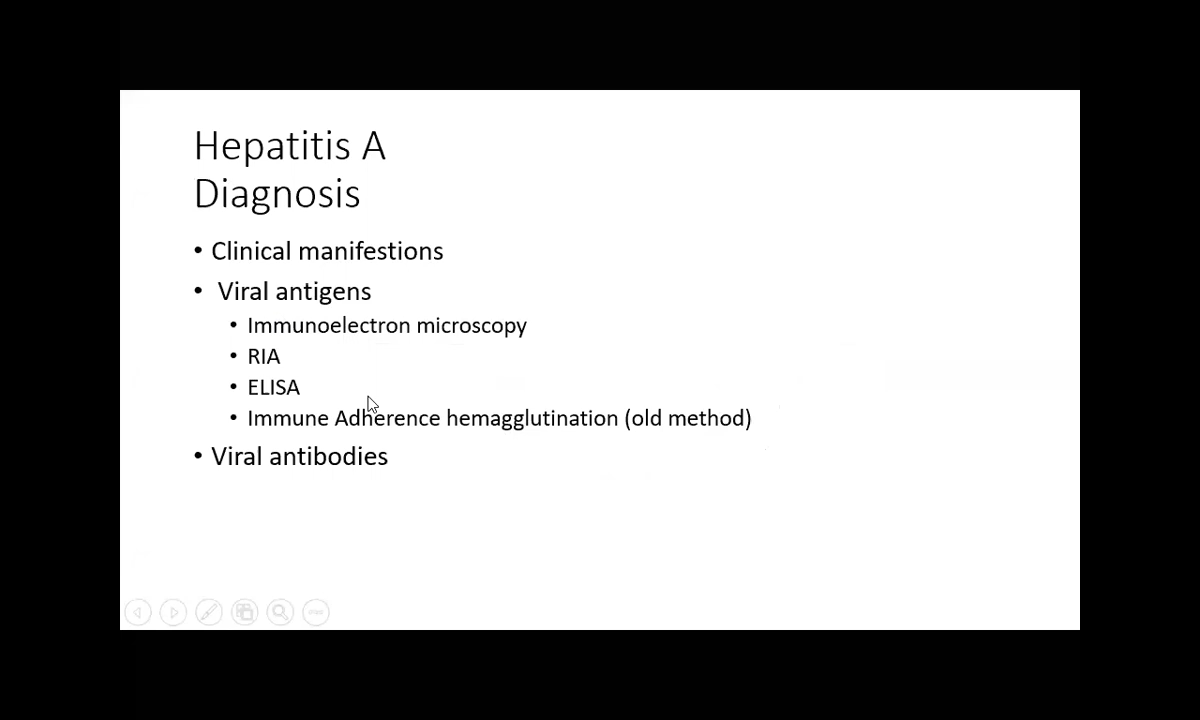 Hepatitis A
Diagnosis
• Clinical manifestions
• Viral antigens
• Immunoelectron microscopy
• RIA
• ELISA
• Immune Adherence hemagglutination (old method)
• Viral antibodies